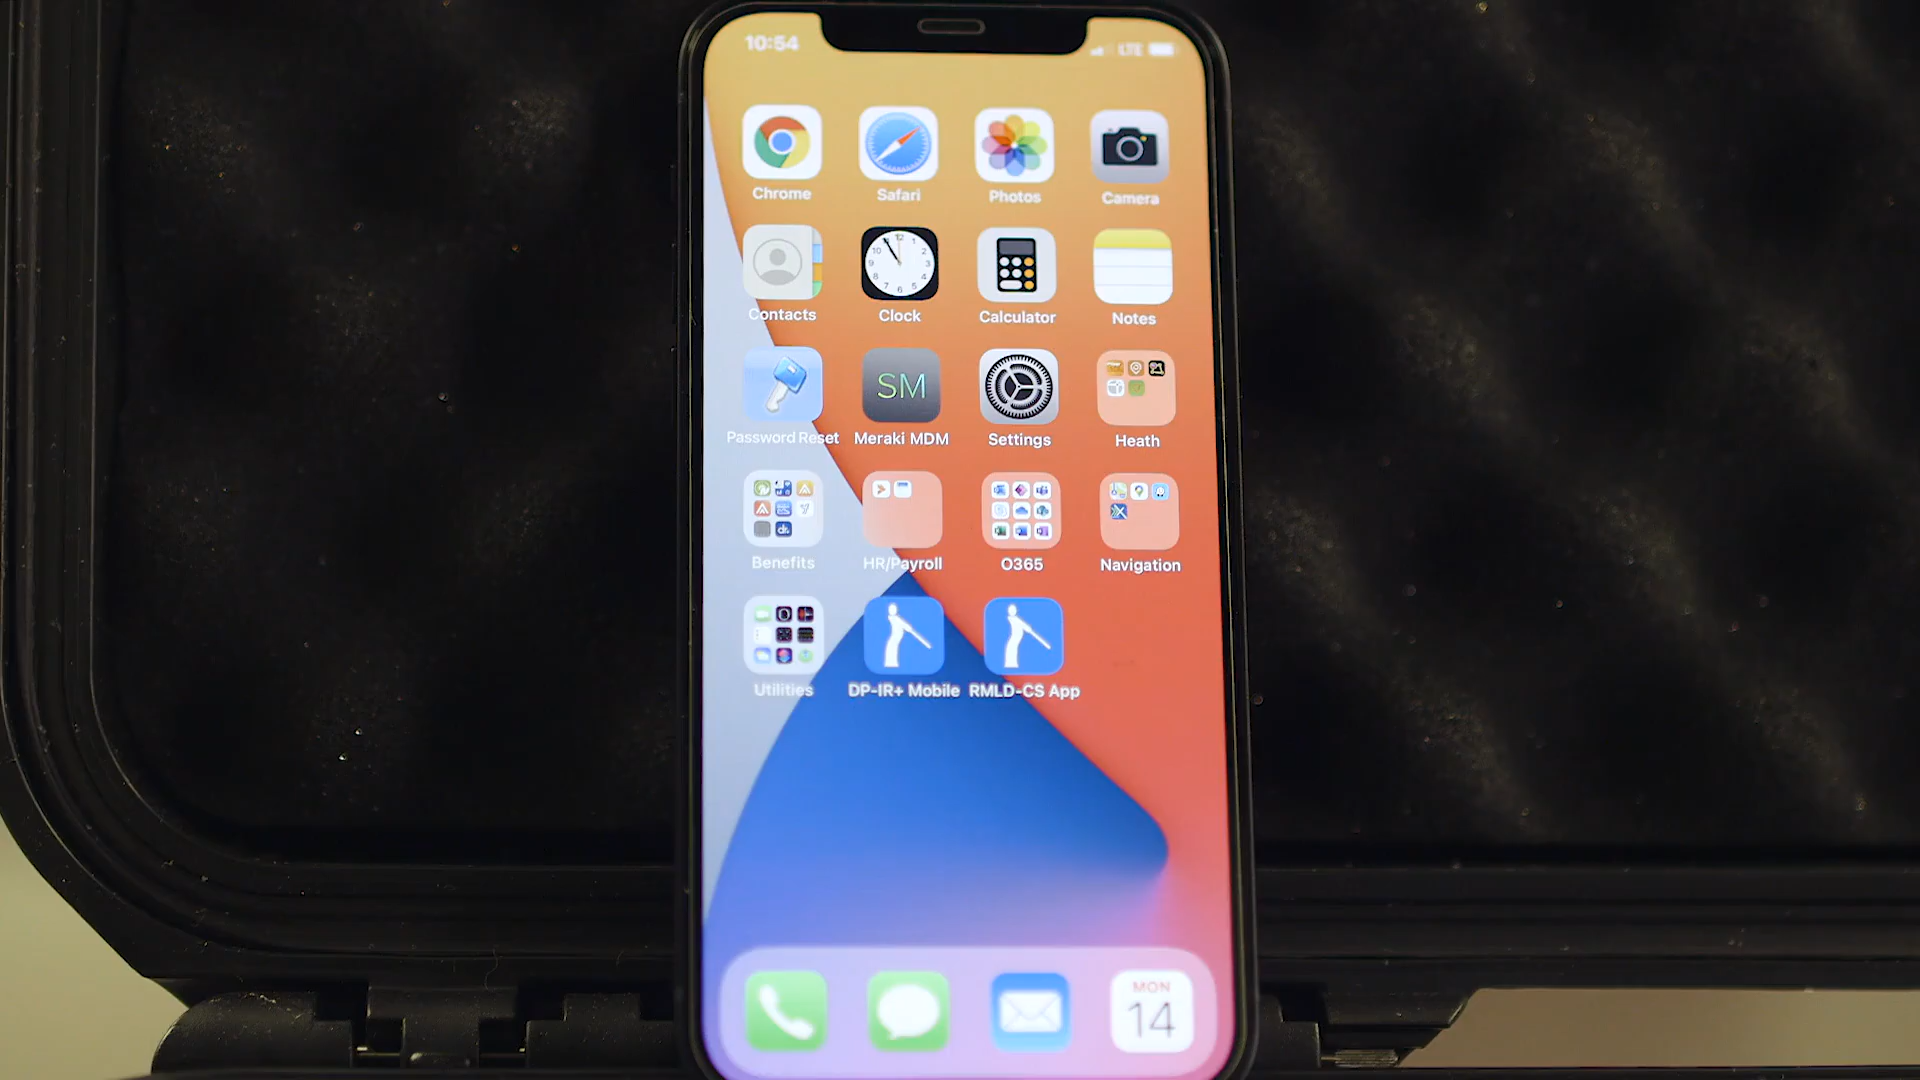 10:54 LTE
Chrome Safari Photos Camera
Contacts Clock Calculator Notes
SM
Password Reset Meraki MDM Settings Heath
Benefits HR/Payroll O365 Navigation
Utilities DP-IR+ Mobile RMLD-CS App
MON
14